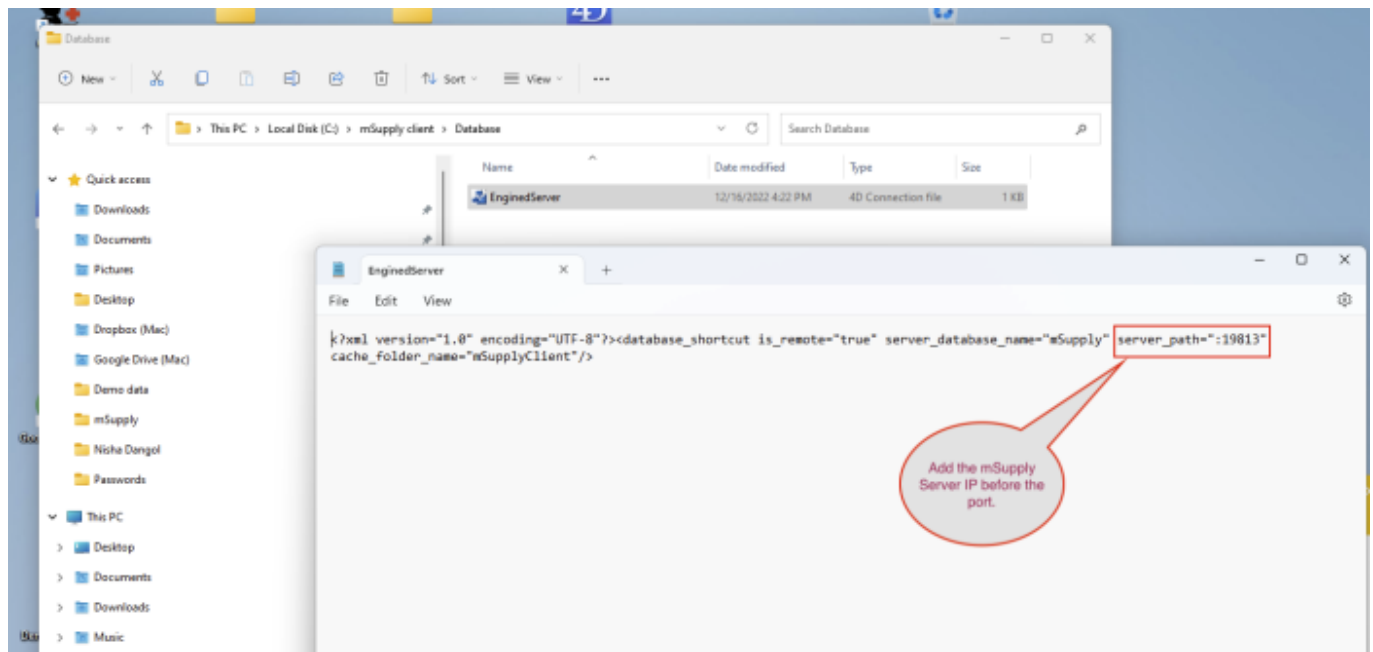 Database
New
Sort
View
This PC > Local Disk (C:) > mSupply client > Database
Search Database
Name
Date modified
Type
Size
Quick access
EnginedServer
12/16/2022 4:22 PM
4D Connection file
1 KB
Downloads
Documents
Pictures
Desktop
Dropbox (Mac)
Google Drive (Mac)
Demo data
mSupply
Nisha Dangol
Passwords
This PC
Desktop
Documents
Downloads
Music
EnginedServer
File Edit View
<?xml version="1.0" encoding="UTF-8"?><database_shortcut is_remote="true" server_database_name="mSupply" server_path=":19813"
cache_folder_name="mSupplyClient"/>
Add the mSupply
Server IP before the
port.